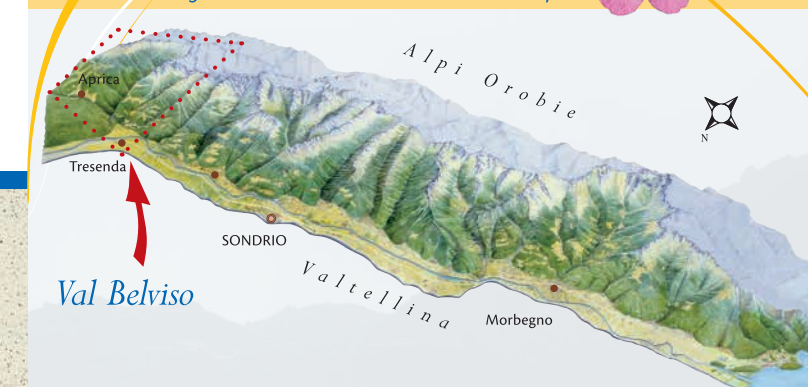 Alpi Orobie
Aprica
N
Tresenda
SONDRIO
Valtellina
Val Belviso
Morbegno